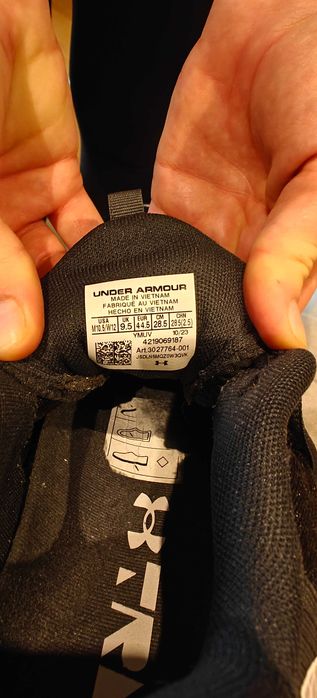 UNDER ARMOUR
MADE IN VIETNAM
FABRIQUÉ AU VIETNAM
HECHO EN VIETNAM
USA UK EUR CM CHN
M10.5/W12 9.5 44.5 28.5 285(2.5)
YMUV 10/23
4219069187
Art.3027764-001